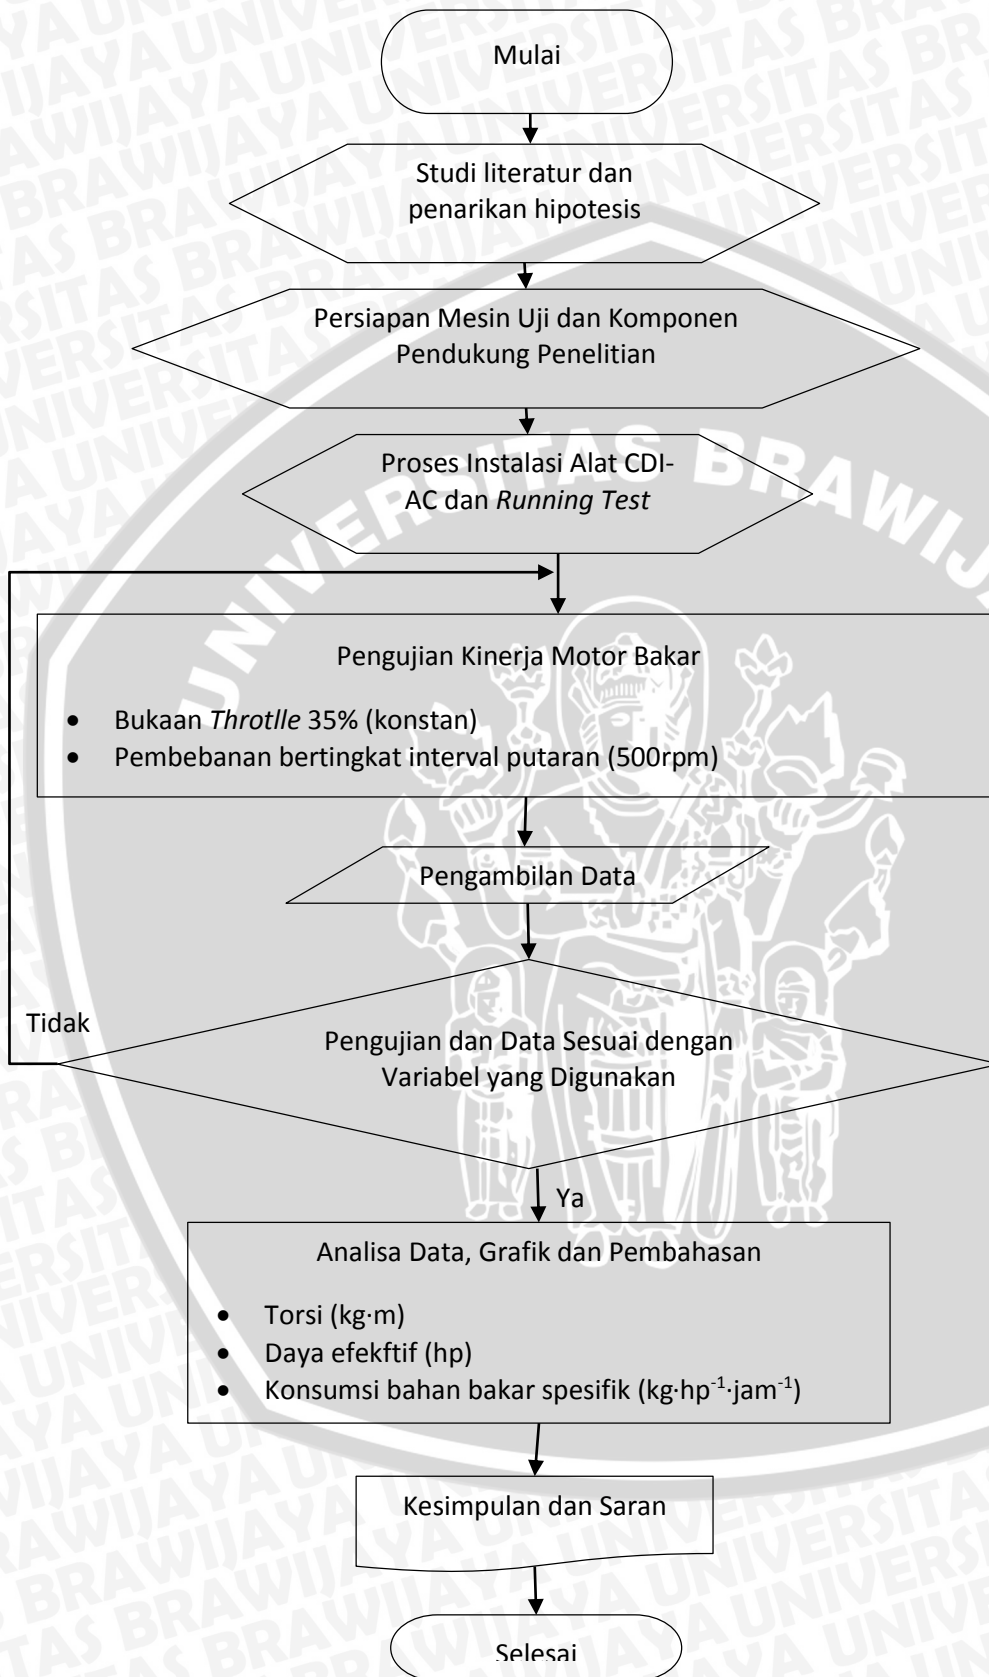 Mulai
Studi literatur dan
penarikan hipotesis
Persiapan Mesin Uji dan Komponen
Pendukung Penelitian
Proses Instalasi Alat CDI-
AC dan Running Test
Pengujian Kinerja Motor Bakar
• Bukaan Throtlle 35% (konstan)
• Pembebanan bertingkat interval putaran (500rpm)
Pengambilan Data
Tidak
Pengujian dan Data Sesuai dengan
Variabel yang Digunakan
Ya
Analisa Data, Grafik dan Pembahasan
• Torsi (kg·m)
• Daya efekftif (hp)
• Konsumsi bahan bakar spesifik (kg·hp⁻¹·jam⁻¹)
Kesimpulan dan Saran
Selesai
UNIVERSITAS BRAWIJ